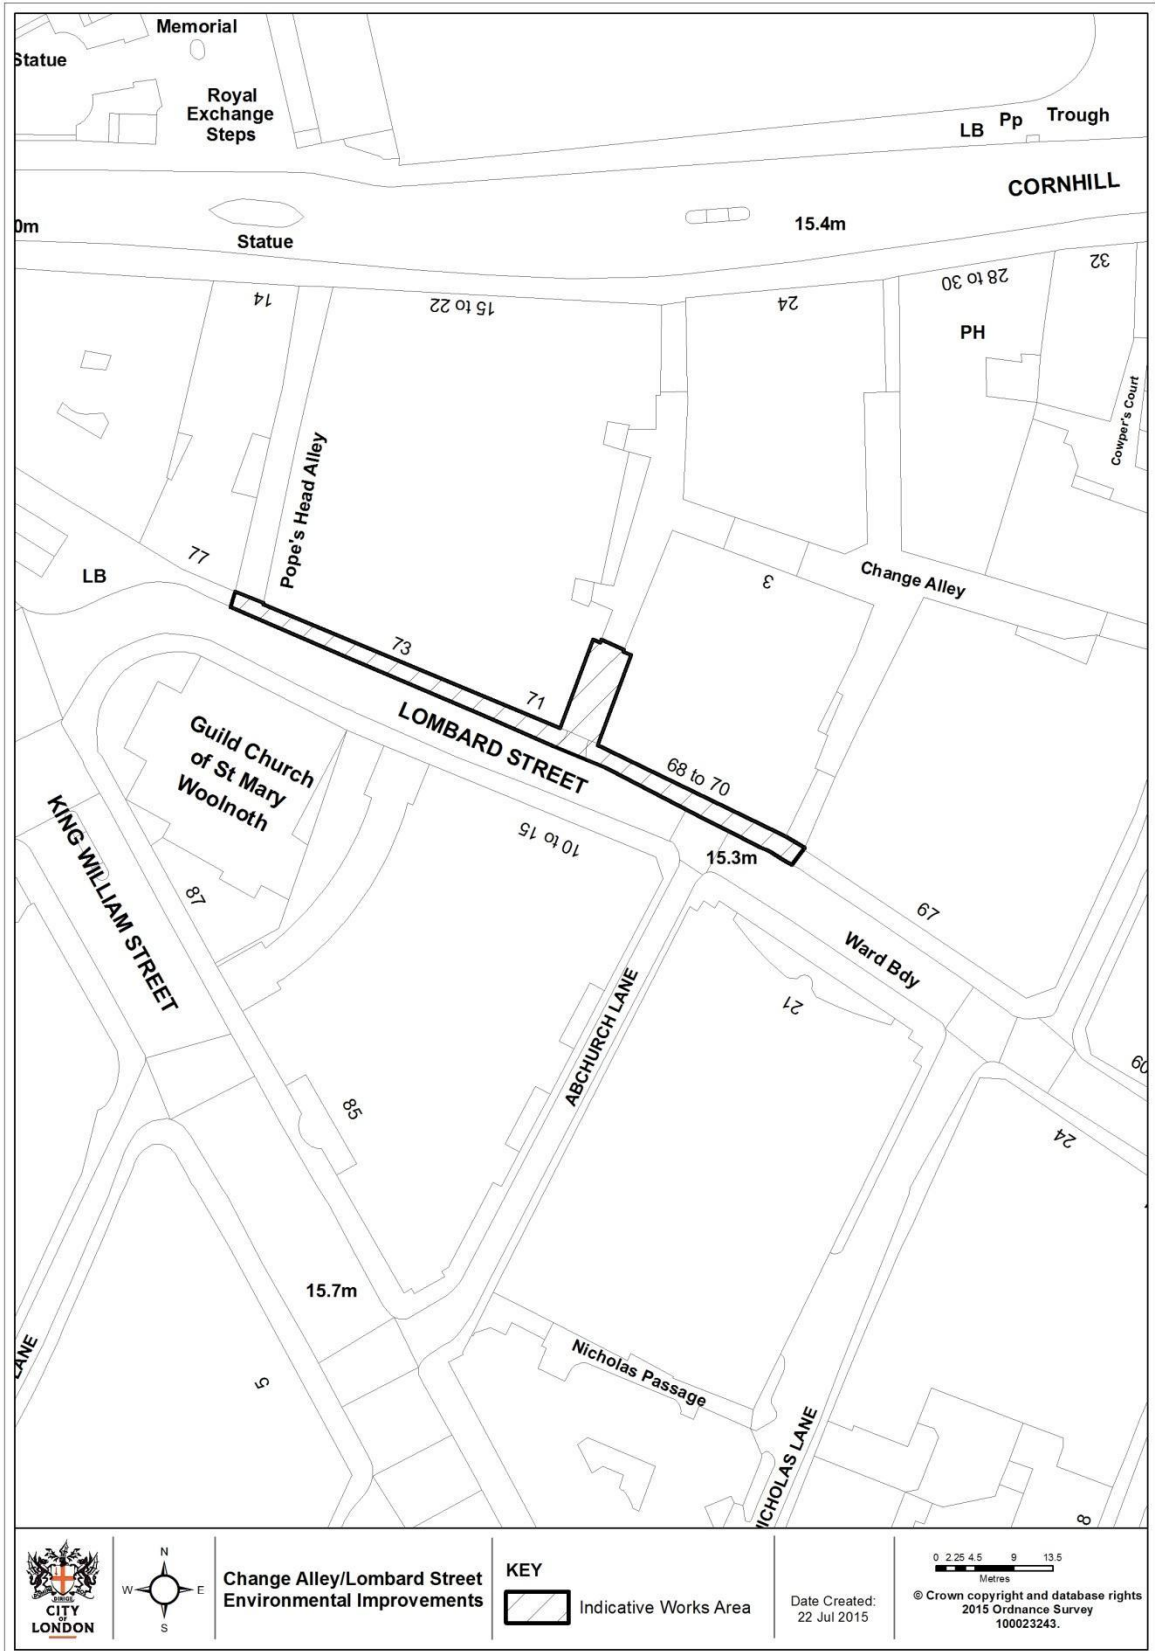 Memorial
Statue
Royal
Exchange
Steps
LB
Pp
Trough
CORNHILL
0m
15.4m
Statue
14
15 to 22
24
28 to 30
32
PH
Cowper's Court
Pope's Head Alley
77
LB
Change Alley
3
73
71
LOMBARD STREET
68 to 70
Guild Church
of St Mary
Woolnoth
10 to 15
15.3m
KING WILLIAM STREET
87
67
Ward Bdy
21
ABCHURCH LANE
60
85
24
15.7m
LANE
5
Nicholas Passage
NICHOLAS LANE
8
CITY
OF
LONDON
N
W
E
S
Change Alley/Lombard Street
Environmental Improvements
KEY
Indicative Works Area
Date Created:
22 Jul 2015
0 2.25 4.5 9 13.5
Metres
© Crown copyright and database rights
2015 Ordnance Survey
100023243.